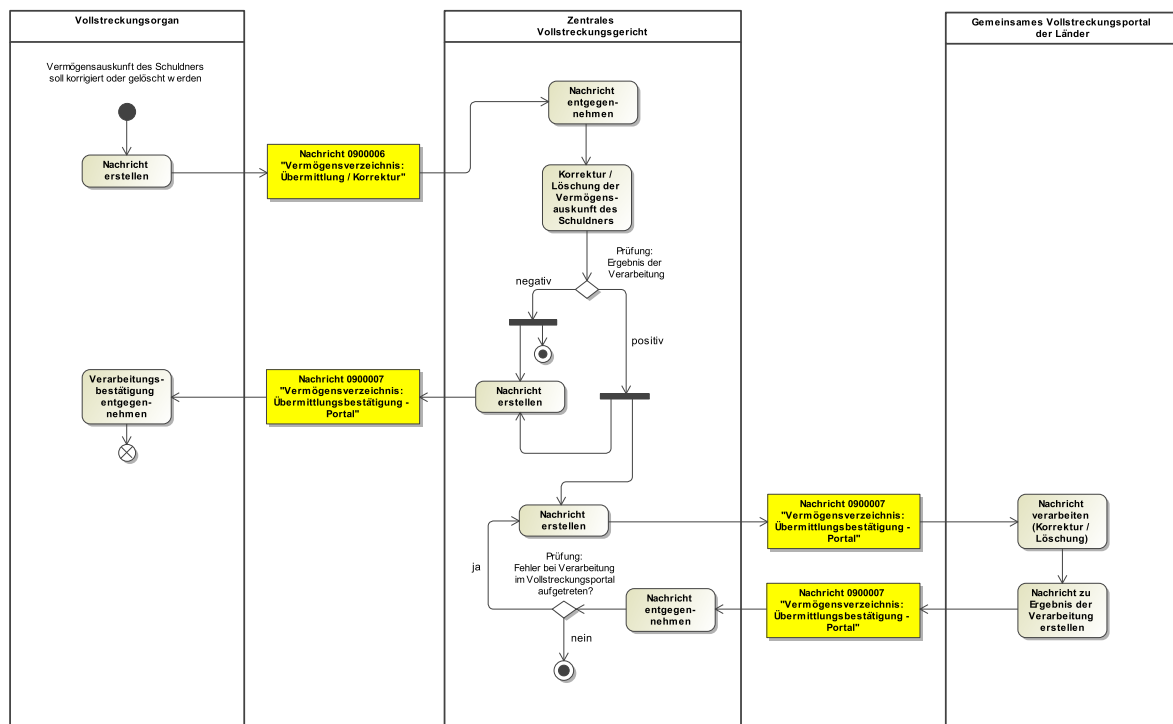 Vollstreckungsorgan
Zentrales
Vollstreckungsgericht
Gemeinsames Vollstreckungsportal
der Länder
Vermögensauskunft des Schuldners
soll korrigiert oder gelöscht werden
Nachricht
erstellen
Nachricht 0900006
"Vermögensverzeichnis:
Übermittlung / Korrektur"
Nachricht
entgegen-
nehmen
Korrektur /
Löschung der
Vermögens-
auskunft des
Schuldners
Prüfung:
Ergebnis der
Verarbeitung
negativ
positiv
Verarbeitungs-
bestätigung
entgegen-
nehmen
Nachricht 0900007
"Vermögensverzeichnis:
Übermittlungsbestätigung -
Portal"
Nachricht
erstellen
Nachricht
erstellen
Nachricht 0900007
"Vermögensverzeichnis:
Übermittlungsbestätigung -
Portal"
Nachricht
verarbeiten
(Korrektur /
Löschung)
ja
Prüfung:
Fehler bei Verarbeitung
im Vollstreckungsportal
aufgetreten?
nein
Nachricht
entgegen-
nehmen
Nachricht 0900007
"Vermögensverzeichnis:
Übermittlungsbestätigung -
Portal"
Nachricht zu
Ergebnis der
Verarbeitung
erstellen